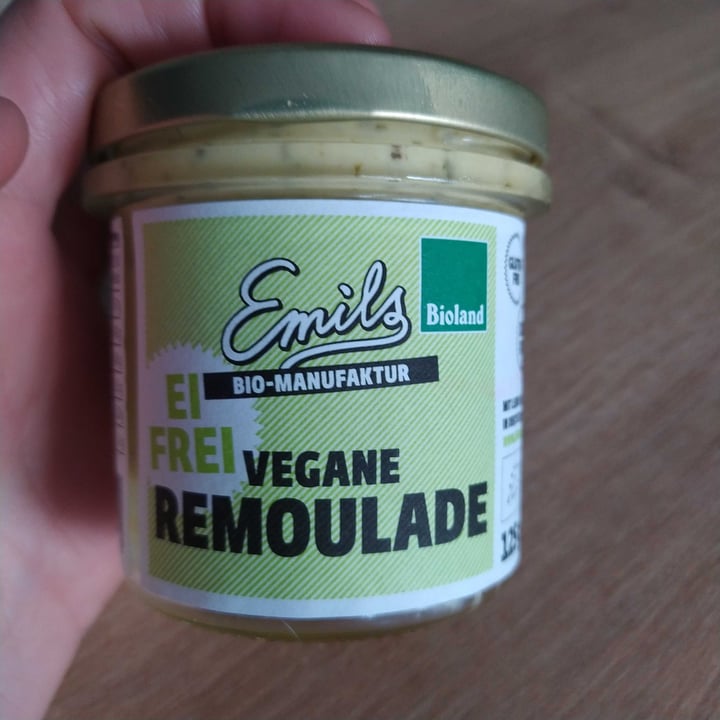 Emils
Bioland
BIO-MANUFAKTUR
EI
FREI
VEGANE
REMOULADE